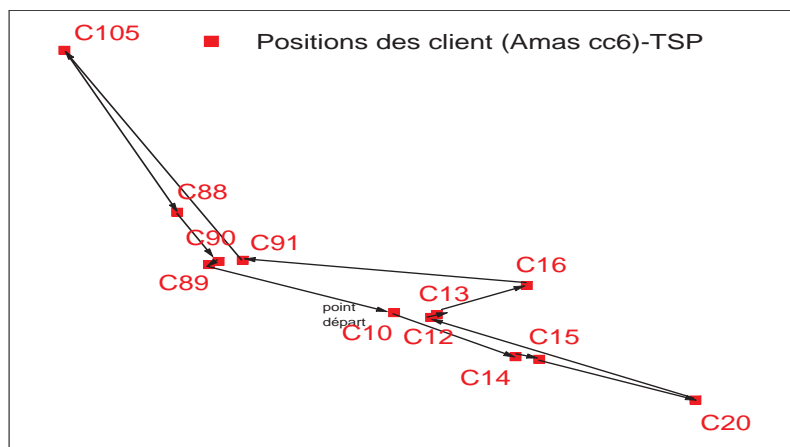 C105
Positions des client (Amas cc6)-TSP
C88
C90
C91
C89
C16
C13
point
départ
C10
C12
C15
C14
C20